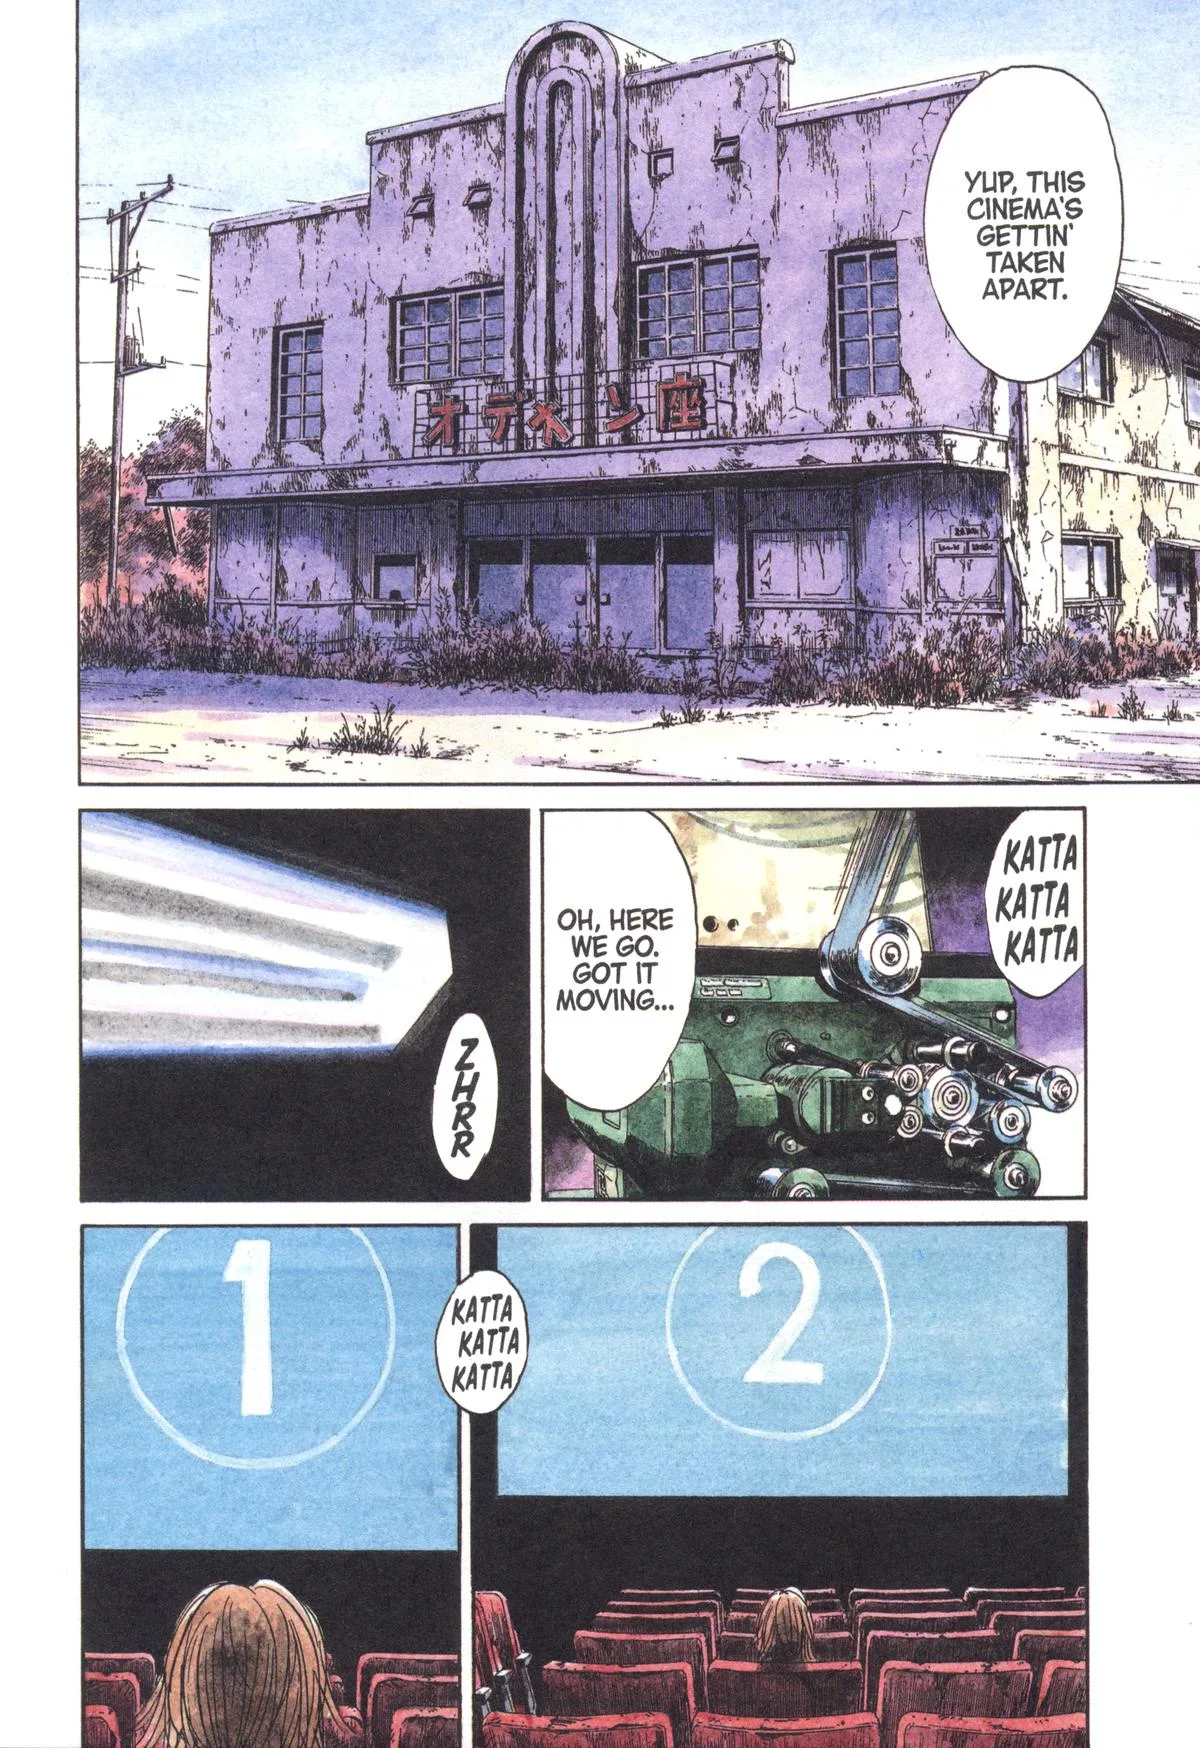 YUP, THIS
CINEMA'S
GETTIN'
TAKEN
APART.
オデヲン座
KATTA
KATTA
KATTA
OH, HERE
WE GO.
GOT IT
MOVING...
ZHRR
2
KATTA
KATTA
KATTA
1